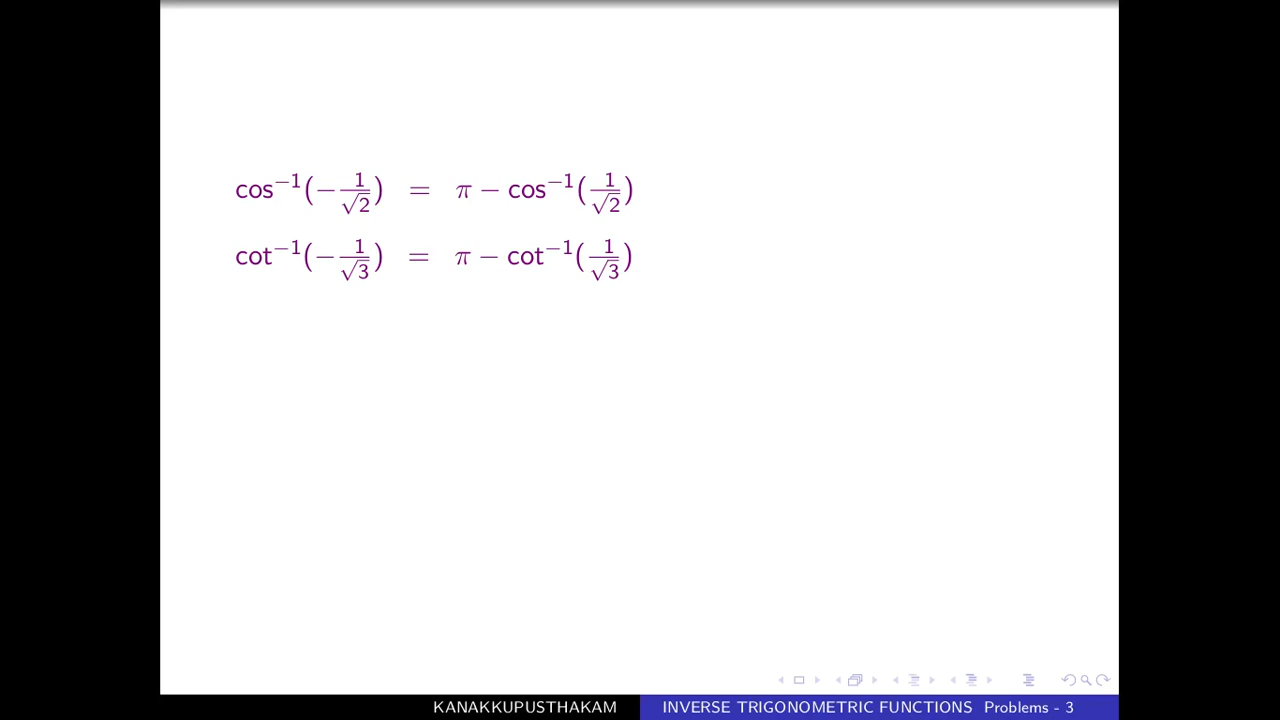 cos⁻¹(−1/√2) = π − cos⁻¹(1/√2)
cot⁻¹(−1/√3) = π − cot⁻¹(1/√3)
KANAKKUPUSTHAKAM INVERSE TRIGONOMETRIC FUNCTIONS Problems - 3